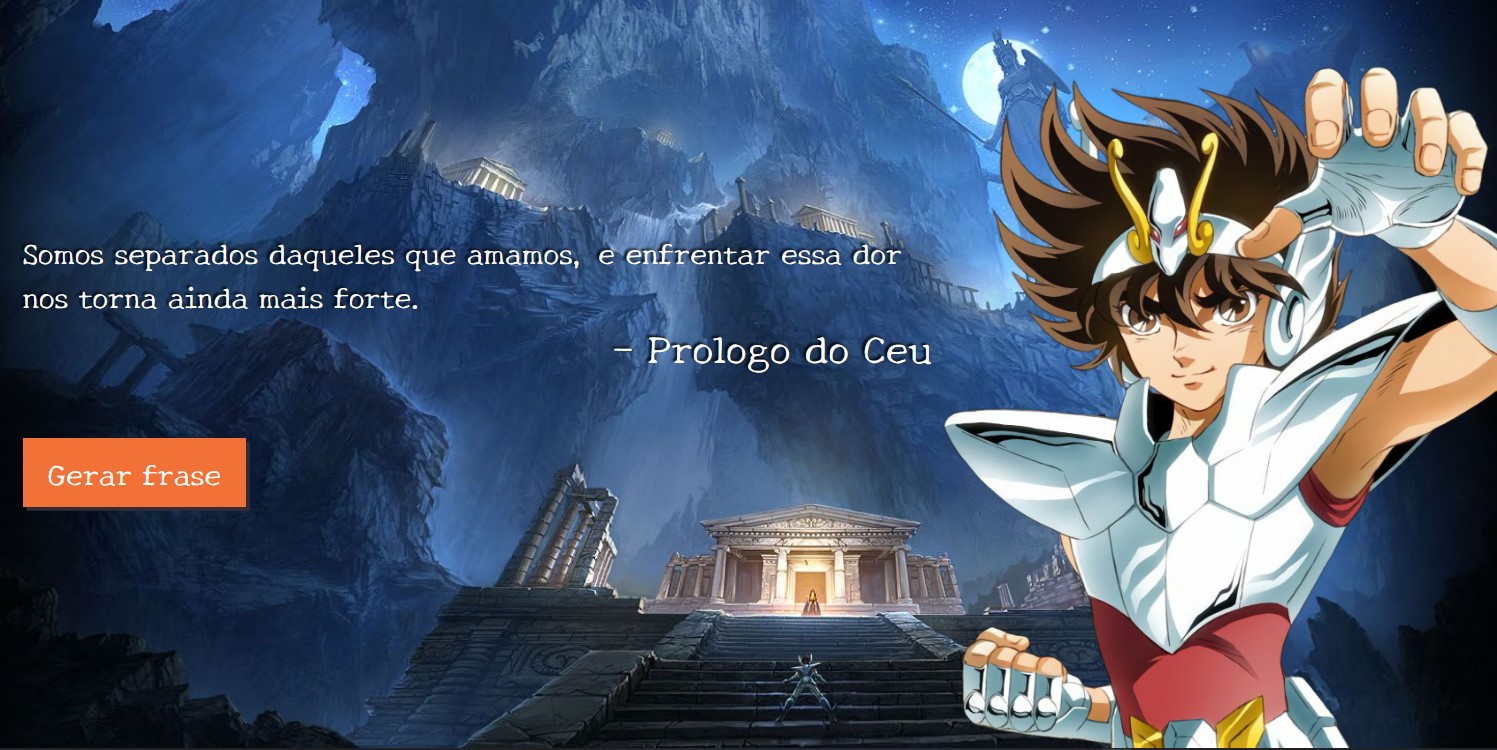 Somos separados daqueles que amamos, e enfrentar essa dor
nos torna ainda mais forte.
- Prologo do Ceu
Gerar frase